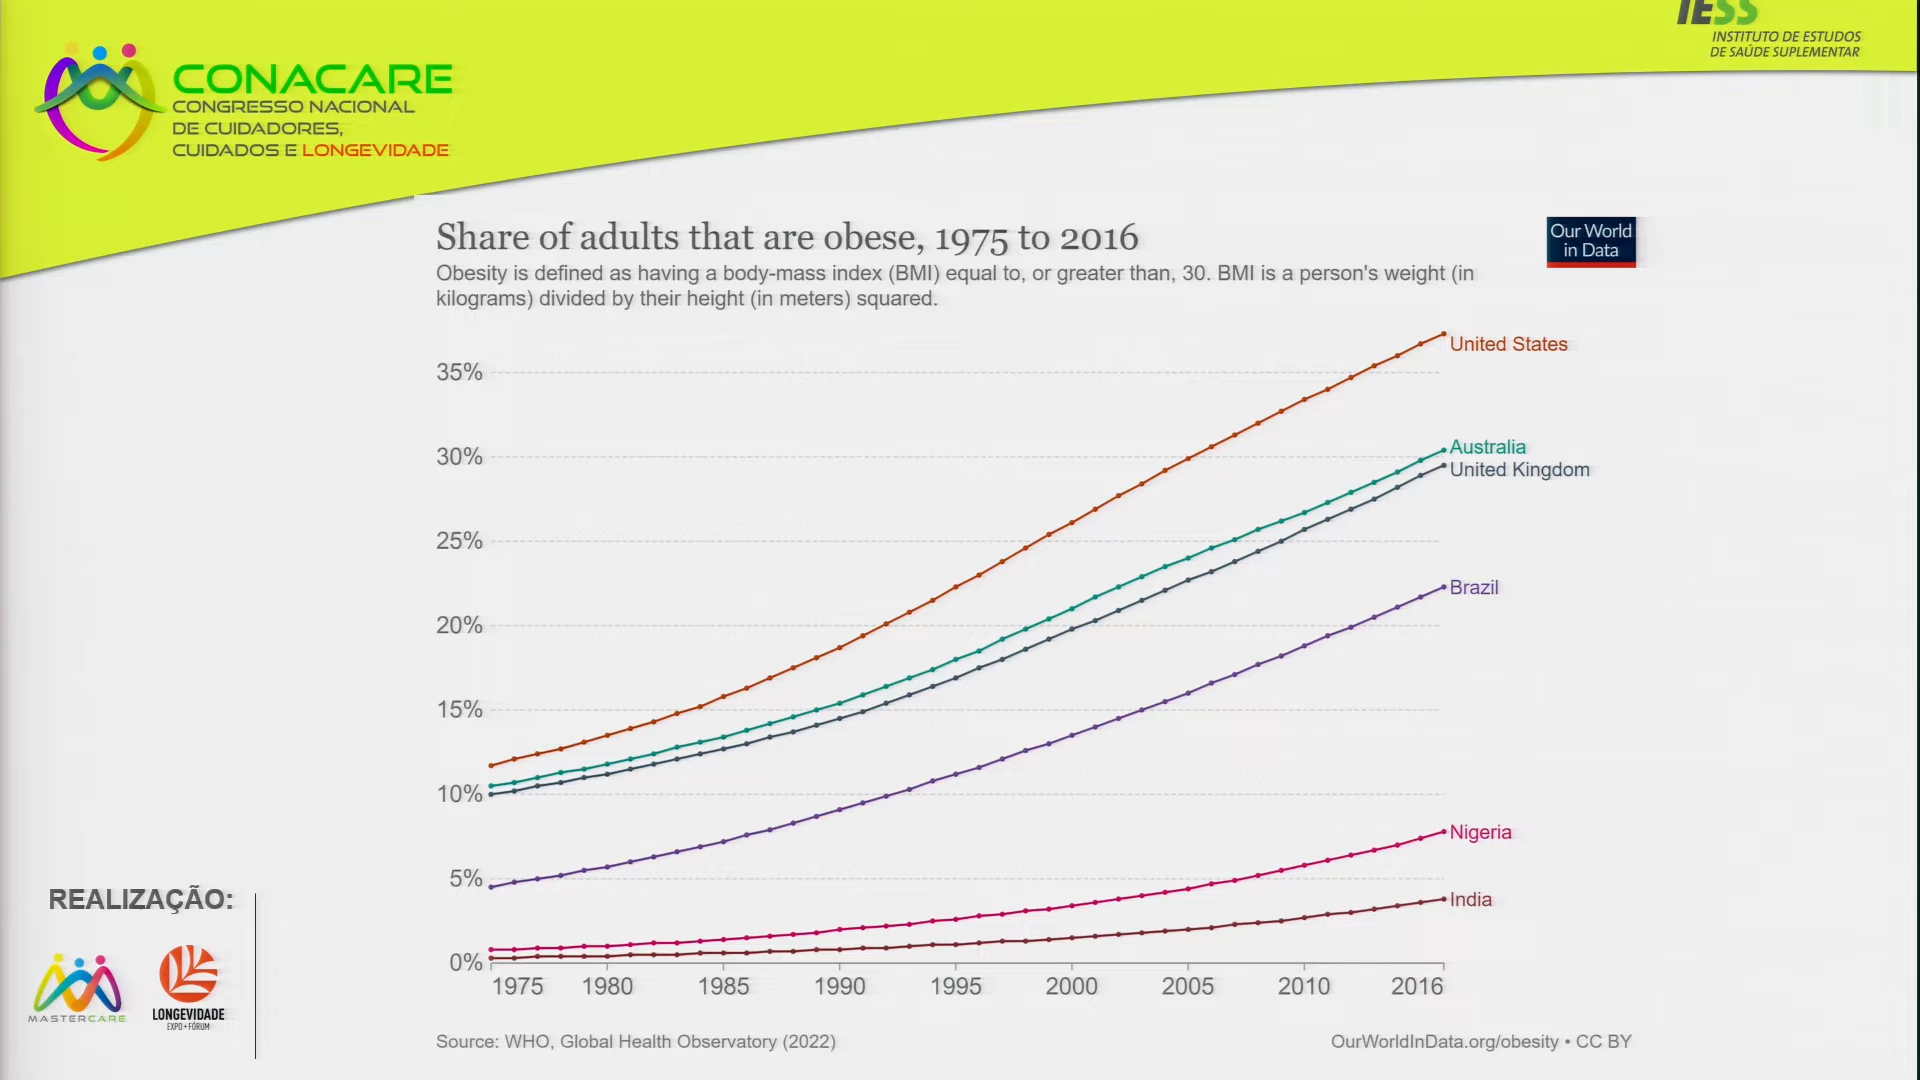 IESS
INSTITUTO DE ESTUDOS
DE SAÚDE SUPLEMENTAR
CONACARE
CONGRESSO NACIONAL
DE CUIDADORES,
CUIDADOS E LONGEVIDADE
Share of adults that are obese, 1975 to 2016
Our World
in Data
Obesity is defined as having a body-mass index (BMI) equal to, or greater than, 30. BMI is a person's weight (in
kilograms) divided by their height (in meters) squared.
United States
35%
30%
Australia
United Kingdom
25%
Brazil
20%
15%
10%
Nigeria
5%
India
0%
1975 1980 1985 1990 1995 2000 2005 2010 2016
Source: WHO, Global Health Observatory (2022)
OurWorldInData.org/obesity • CC BY
REALIZAÇÃO:
MASTERCARE
LONGEVIDADE
EXPO+FÓRUM